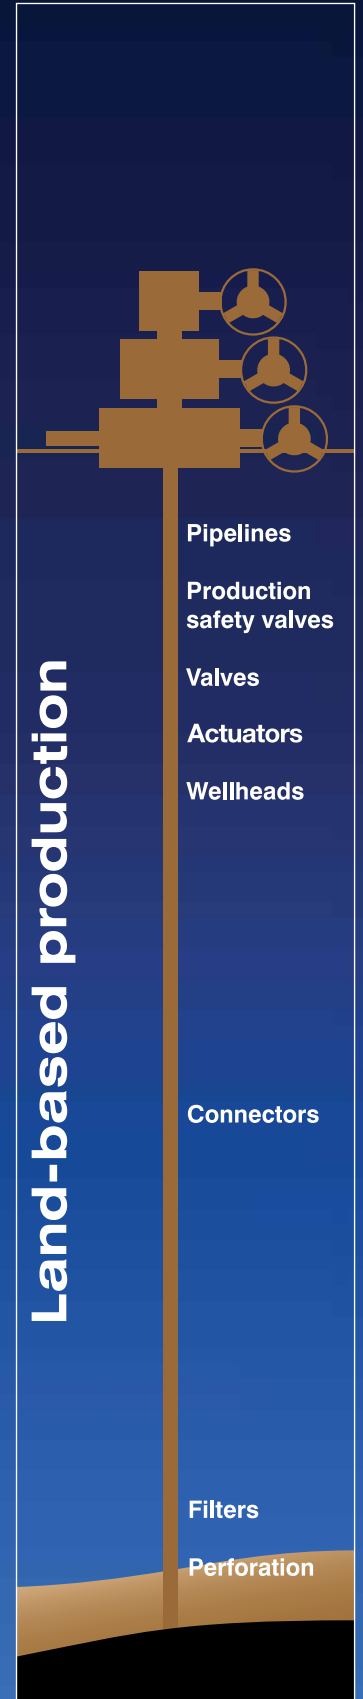 Land-based production
Pipelines
Production
safety valves
Valves
Actuators
Wellheads
Connectors
Filters
Perforation